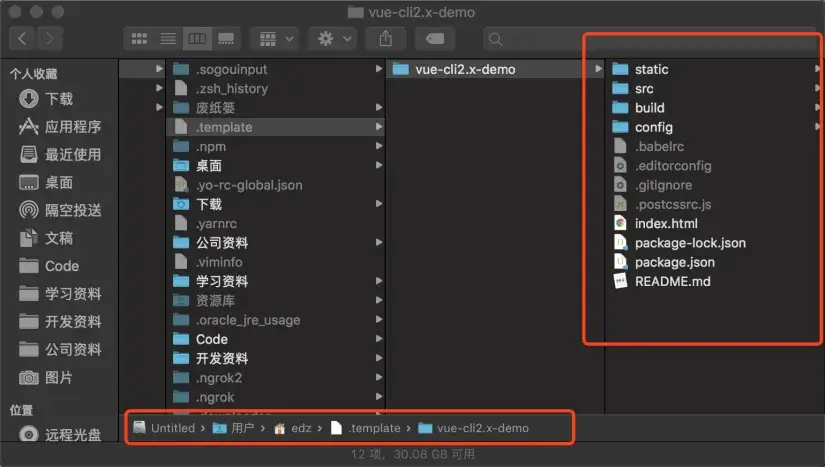 vue-cli2.x-demo
个人收藏
下载
应用程序
最近使用
桌面
隔空投送
文稿
Code
学习资料
开发资料
公司资料
图片
位置
远程光盘
.sogouinput
.zsh_history
废纸篓
.template
.npm
桌面
.yo-rc-global.json
下载
.yarnrc
公司资料
.viminfo
学习资料
资源库
.oracle_jre_usage
Code
开发资料
.ngrok2
.ngrok
vue-cli2.x-demo
static
src
build
config
.babelrc
.editorconfig
.gitignore
.postcssrc.js
index.html
package-lock.json
package.json
README.md
Untitled › 用户 › edz › .template › vue-cli2.x-demo
12 项，30.08 GB 可用